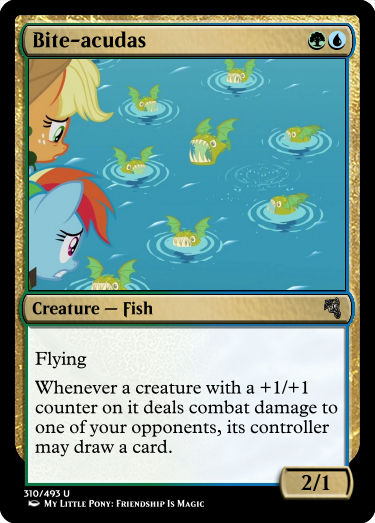 Bite-acudas
Creature — Fish
Flying
Whenever a creature with a +1/+1
counter on it deals combat damage to
one of your opponents, its controller
may draw a card.
2/1
310/493 U
My Little Pony: Friendship Is Magic